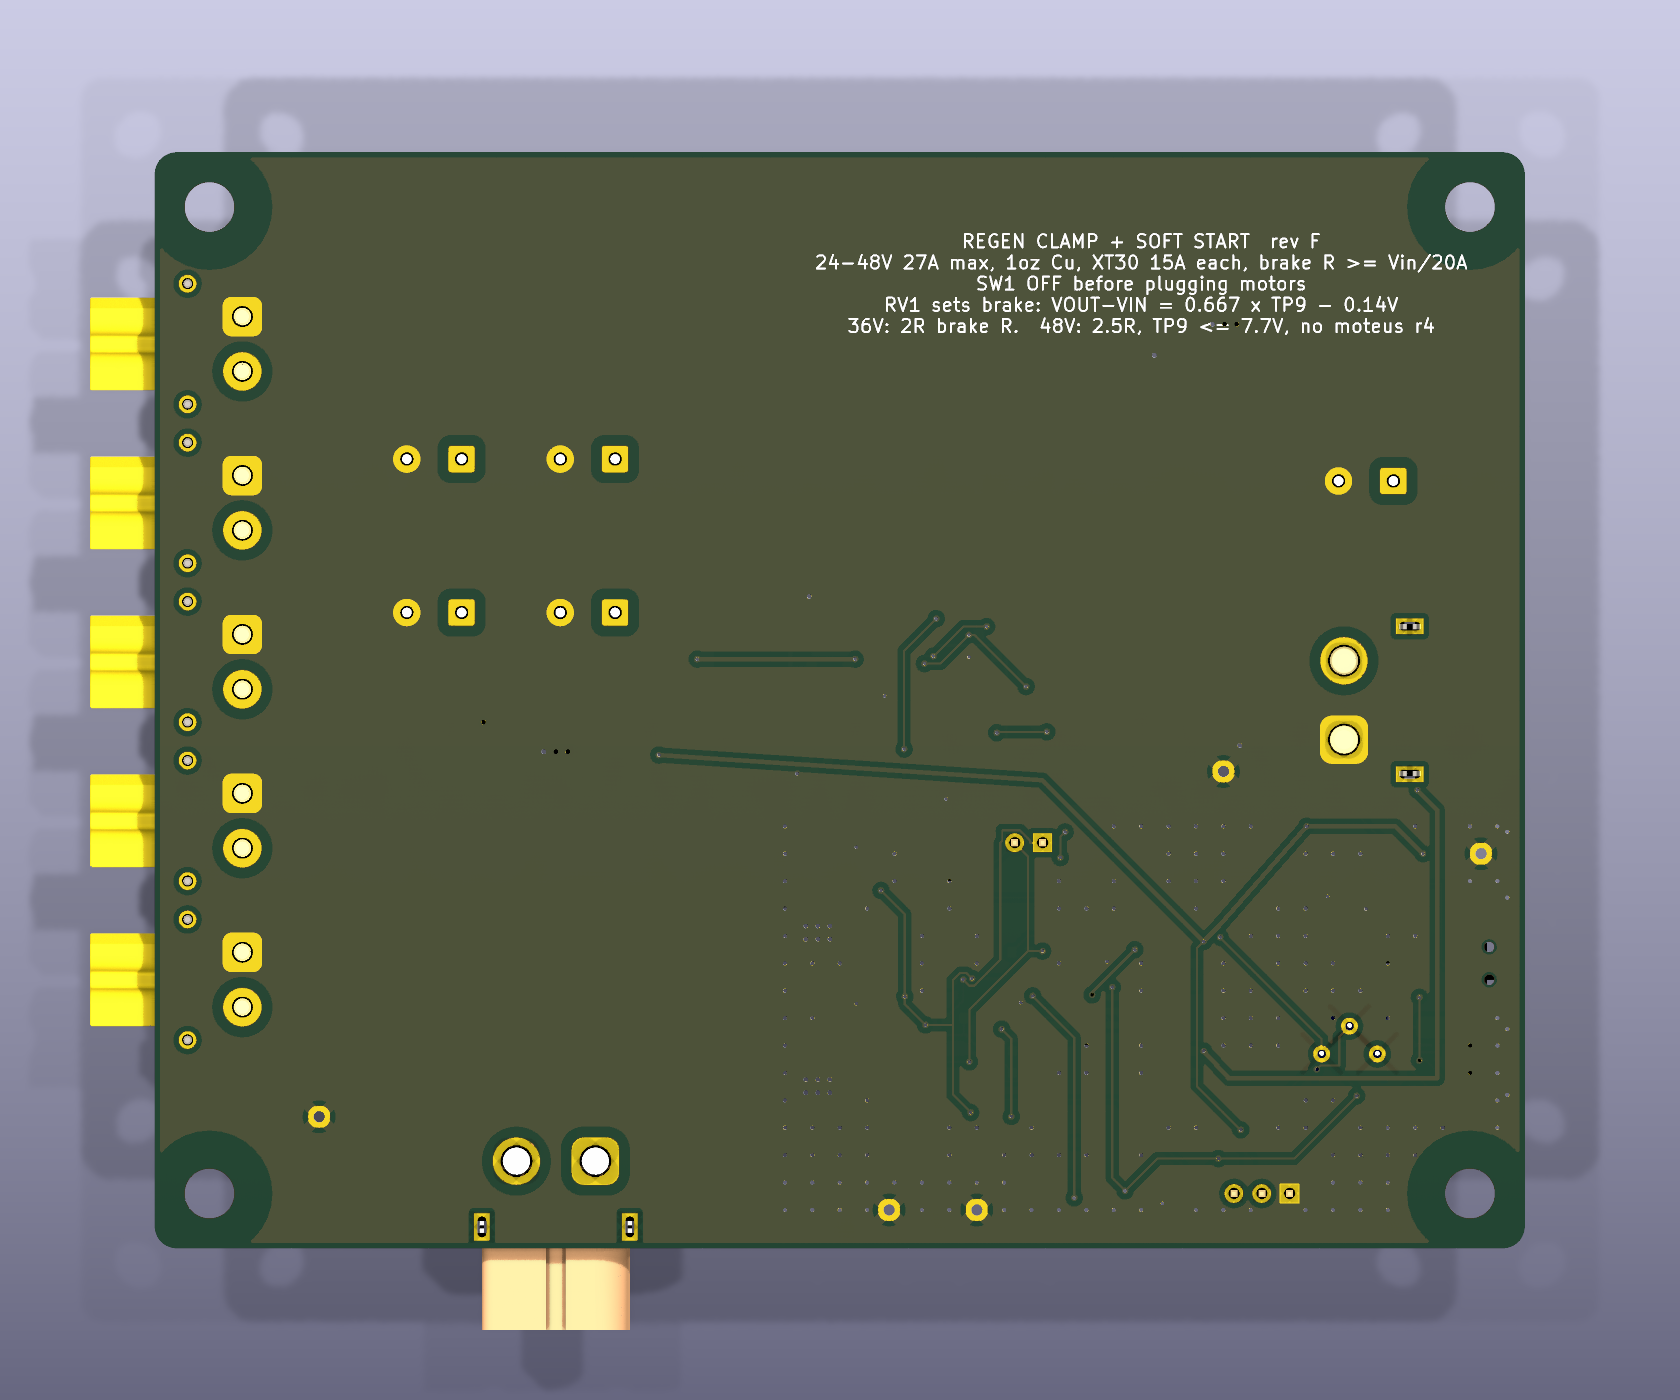 REGEN CLAMP + SOFT START  rev F
24-48V 27A max, 1oz Cu, XT30 15A each, brake R >= Vin/20A
SW1 OFF before plugging motors
RV1 sets brake: VOUT-VIN = 0.667 x TP9 - 0.14V
36V: 2R brake R.  48V: 2.5R, TP9 <= 7.7V, no moteus r4